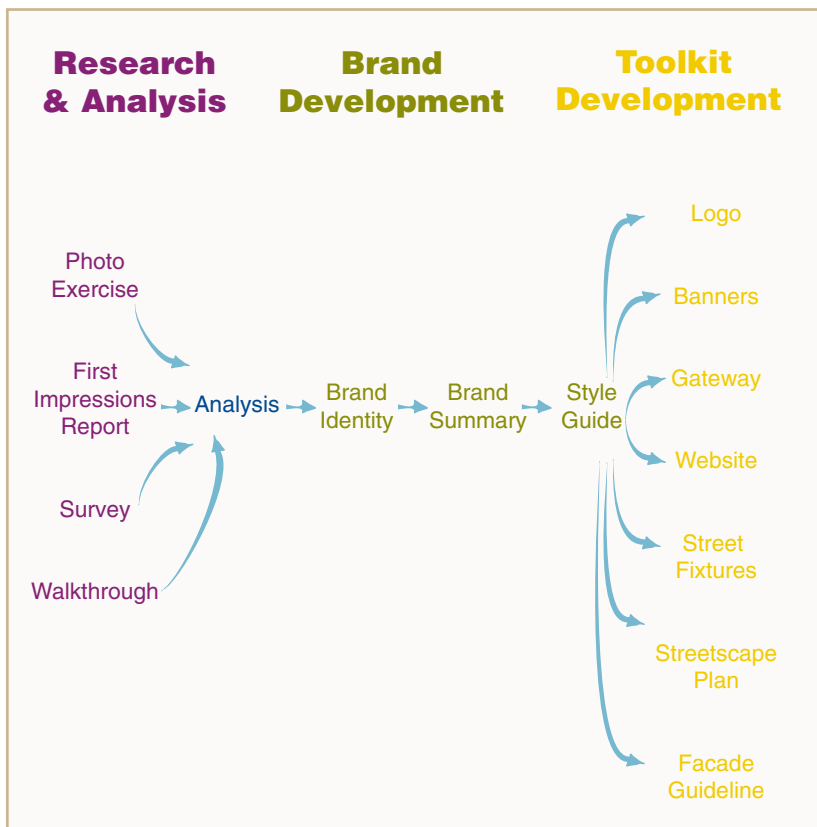 Research
& Analysis
Brand
Development
Toolkit
Development
Photo
Exercise
First
Impressions
Report
Survey
Walkthrough
Analysis
Brand
Identity
Brand
Summary
Style
Guide
Logo
Banners
Gateway
Website
Street
Fixtures
Streetscape
Plan
Facade
Guideline